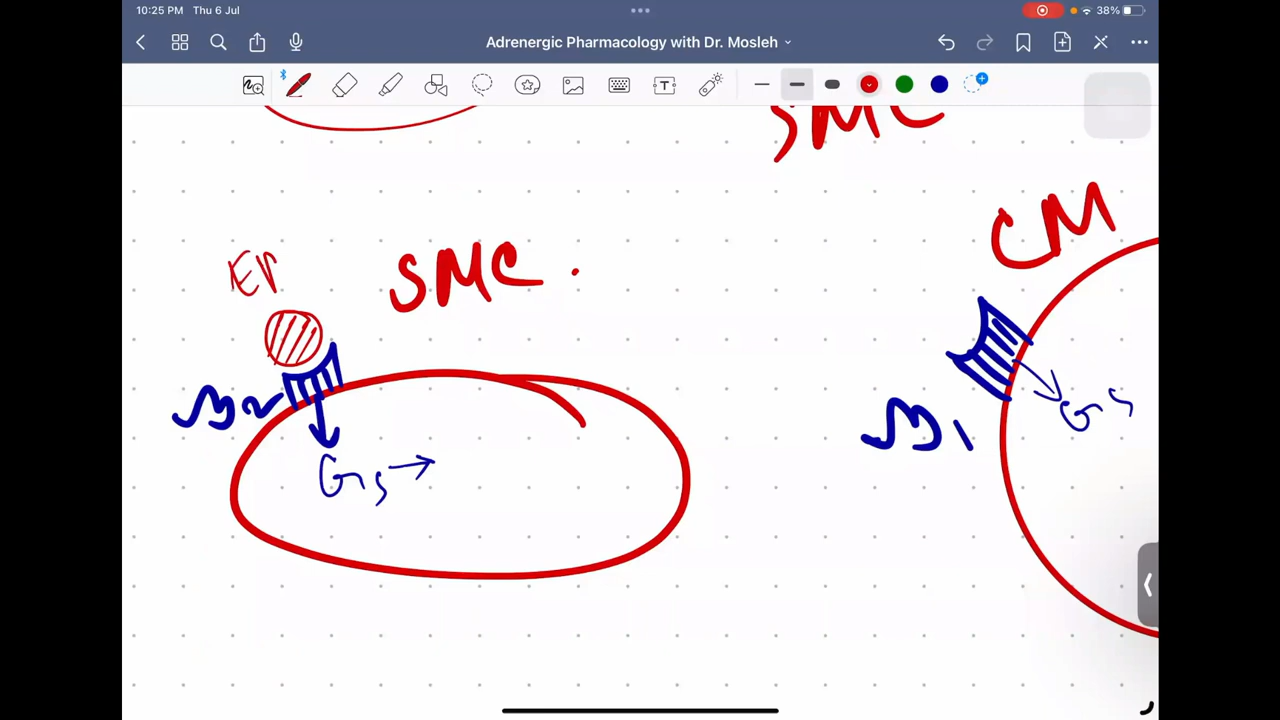 10:25 PM Thu 6 Jul
38%
Adrenergic Pharmacology with Dr. Mosleh
T
SMC
CM
EP
SMC
β2
β1
Gs
Gs →